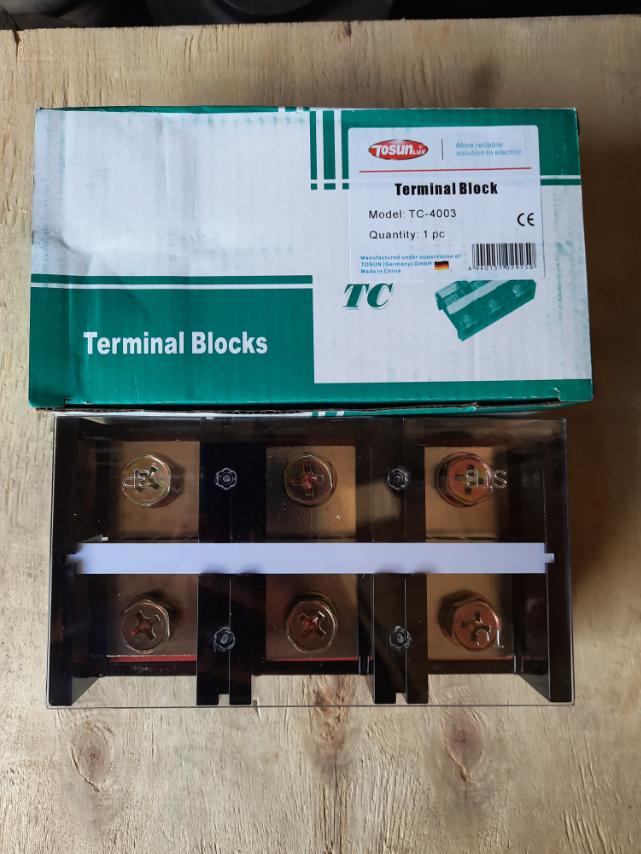 TOSUNLUX®
More reliable
solution to electric
Terminal Block
Model: TC-4003
Quantity: 1 pc
CE
Manufactured under supervision of
TOSUN (Germany) GmbH
Made in China
TC
Terminal Blocks